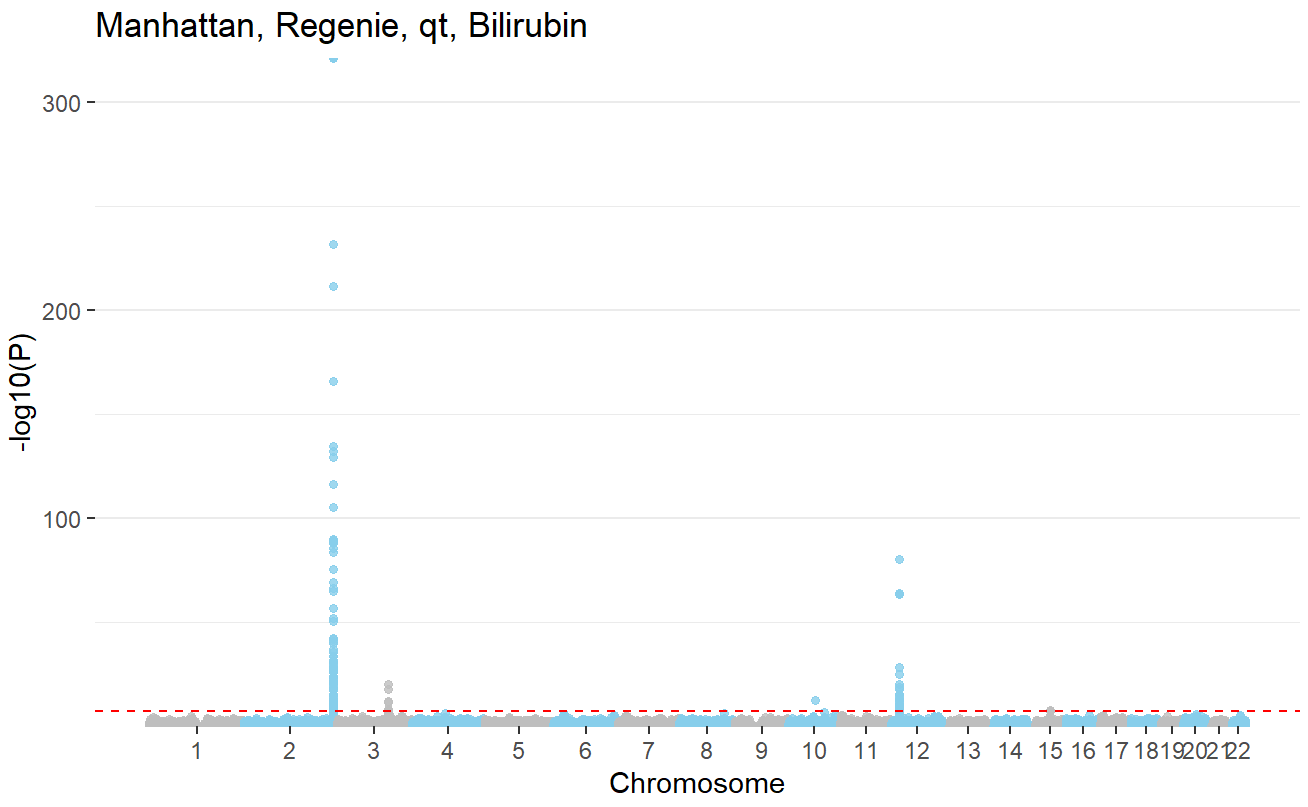 Manhattan, Regenie, qt, Bilirubin
300
200
100
-log10(P)
1 2 3 4 5 6 7 8 9 10 11 12 13 14 15 16 17 18 19 20 21 22
Chromosome